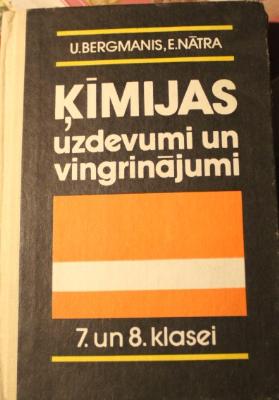 U.BERGMANIS, E.NĀTRA
ĶĪMIJAS
uzdevumi un
vingrinājumi
7. un 8. klasei